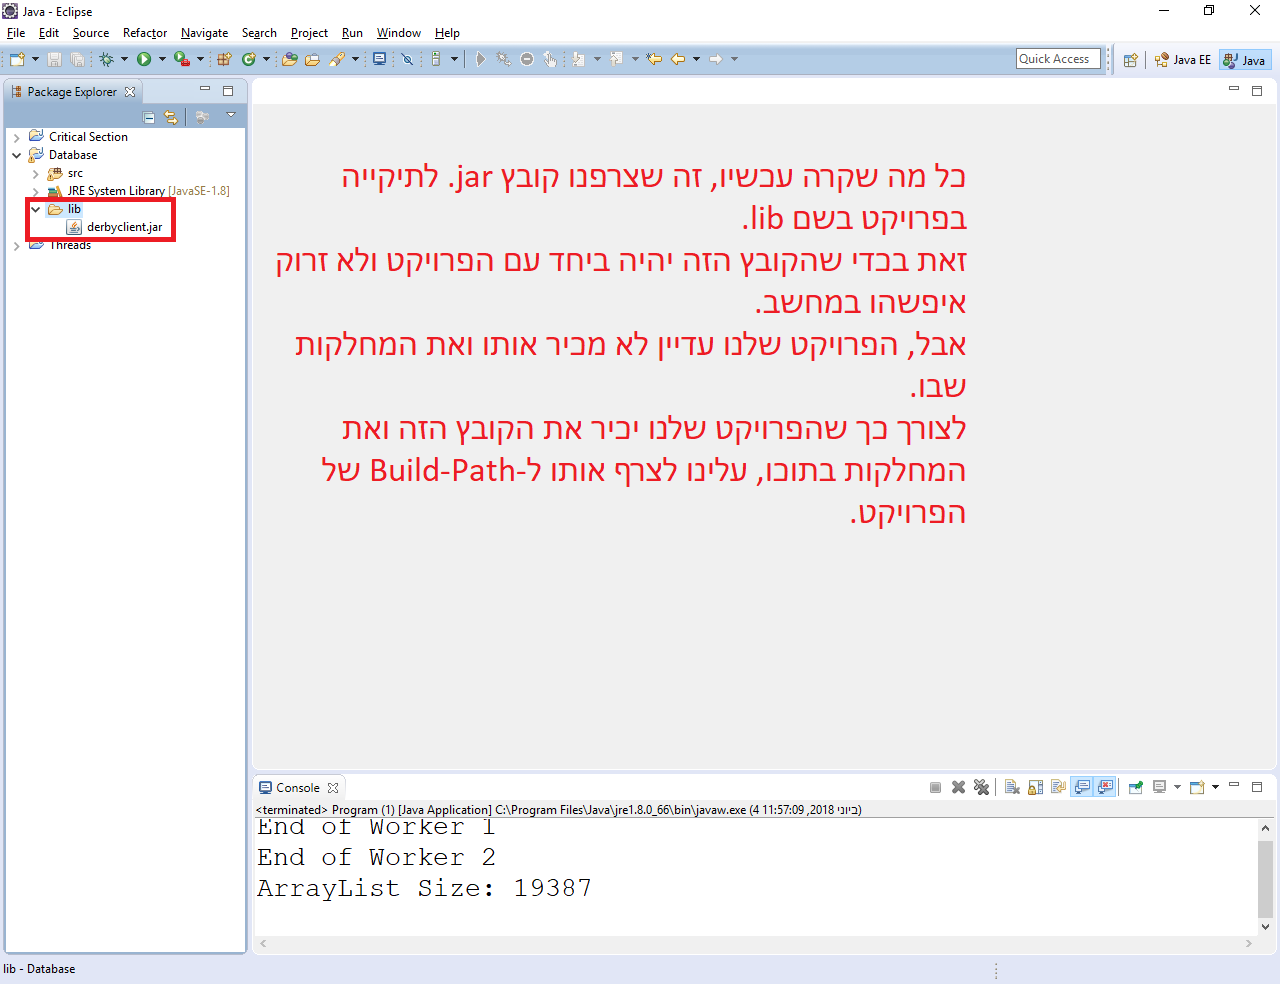 Java - Eclipse
File Edit Source Refactor Navigate Search Project Run Window Help
Quick Access
Java EE
Java
Package Explorer
Critical Section
Database
src
JRE System Library [JavaSE-1.8]
lib
derbyclient.jar
Threads
כל מה שקרה עכשיו, זה שצרפנו קובץ jar. לתיקייה
בפרויקט בשם lib.
זאת בכדי שהקובץ הזה יהיה ביחד עם הפרויקט ולא זרוק
איפשהו במחשב.
אבל, הפרויקט שלנו עדיין לא מכיר אותו ואת המחלקות
שבו.
לצורך כך שהפרויקט שלנו יכיר את הקובץ הזה ואת
המחלקות בתוכו, עלינו לצרף אותו ל-Build-Path של
הפרויקט.
Console
<terminated> Program (1) [Java Application] C:\Program Files\Java\jre1.8.0_66\bin\javaw.exe (4 ביוני 2018, 11:57:09)
End of Worker 1
End of Worker 2
ArrayList Size: 19387
lib - Database